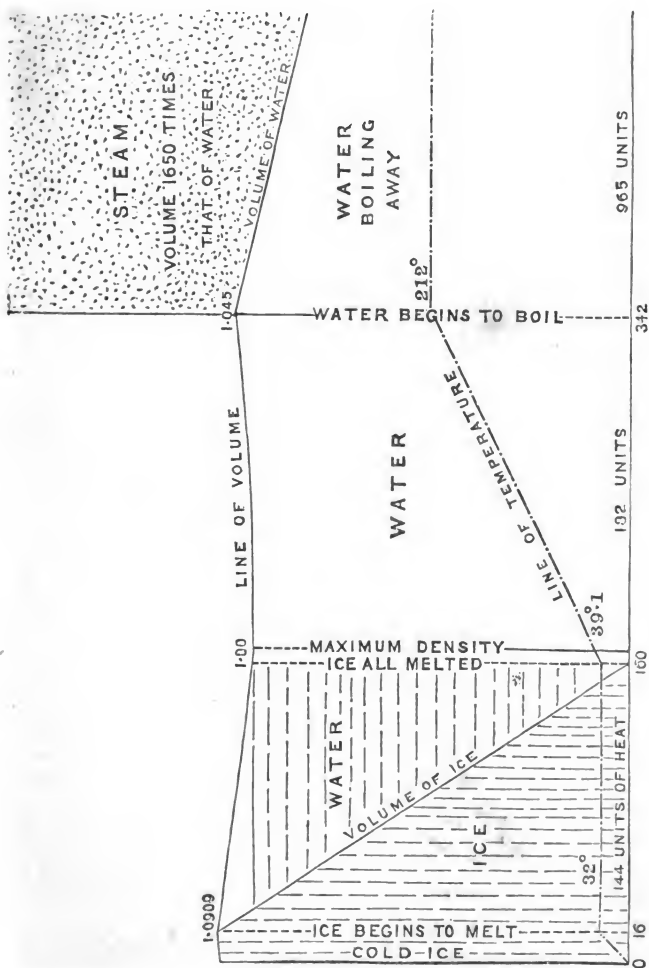 STEAM
VOLUME 1650 TIMES
THAT OF WATER
VOLUME OF WATER
WATER
BOILING
AWAY
965 UNITS
1·045
WATER BEGINS TO BOIL
212°
342
LINE OF VOLUME
WATER
LINE OF TEMPERATURE
182 UNITS
1·00
MAXIMUM DENSITY
ICE ALL MELTED
39°·1
160
WATER
VOLUME OF ICE
ICE
32°
144 UNITS OF HEAT
1·0909
ICE BEGINS TO MELT
COLD ICE
16
0